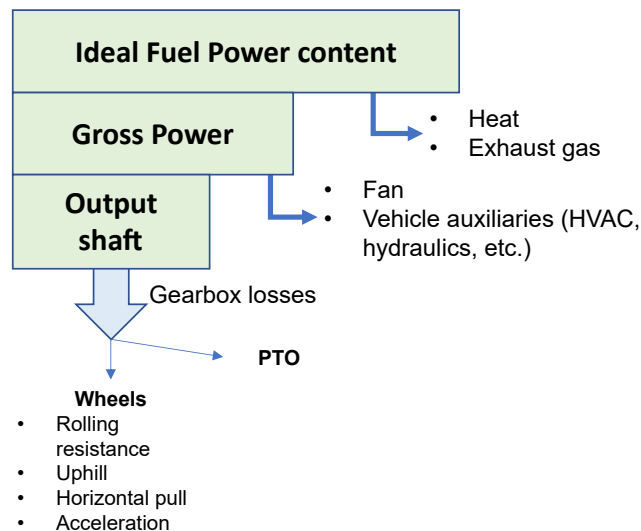 Ideal Fuel Power content
Gross Power
• Heat
• Exhaust gas
Output
shaft
• Fan
• Vehicle auxiliaries (HVAC,
hydraulics, etc.)
Gearbox losses
PTO
Wheels
• Rolling
resistance
• Uphill
• Horizontal pull
• Acceleration